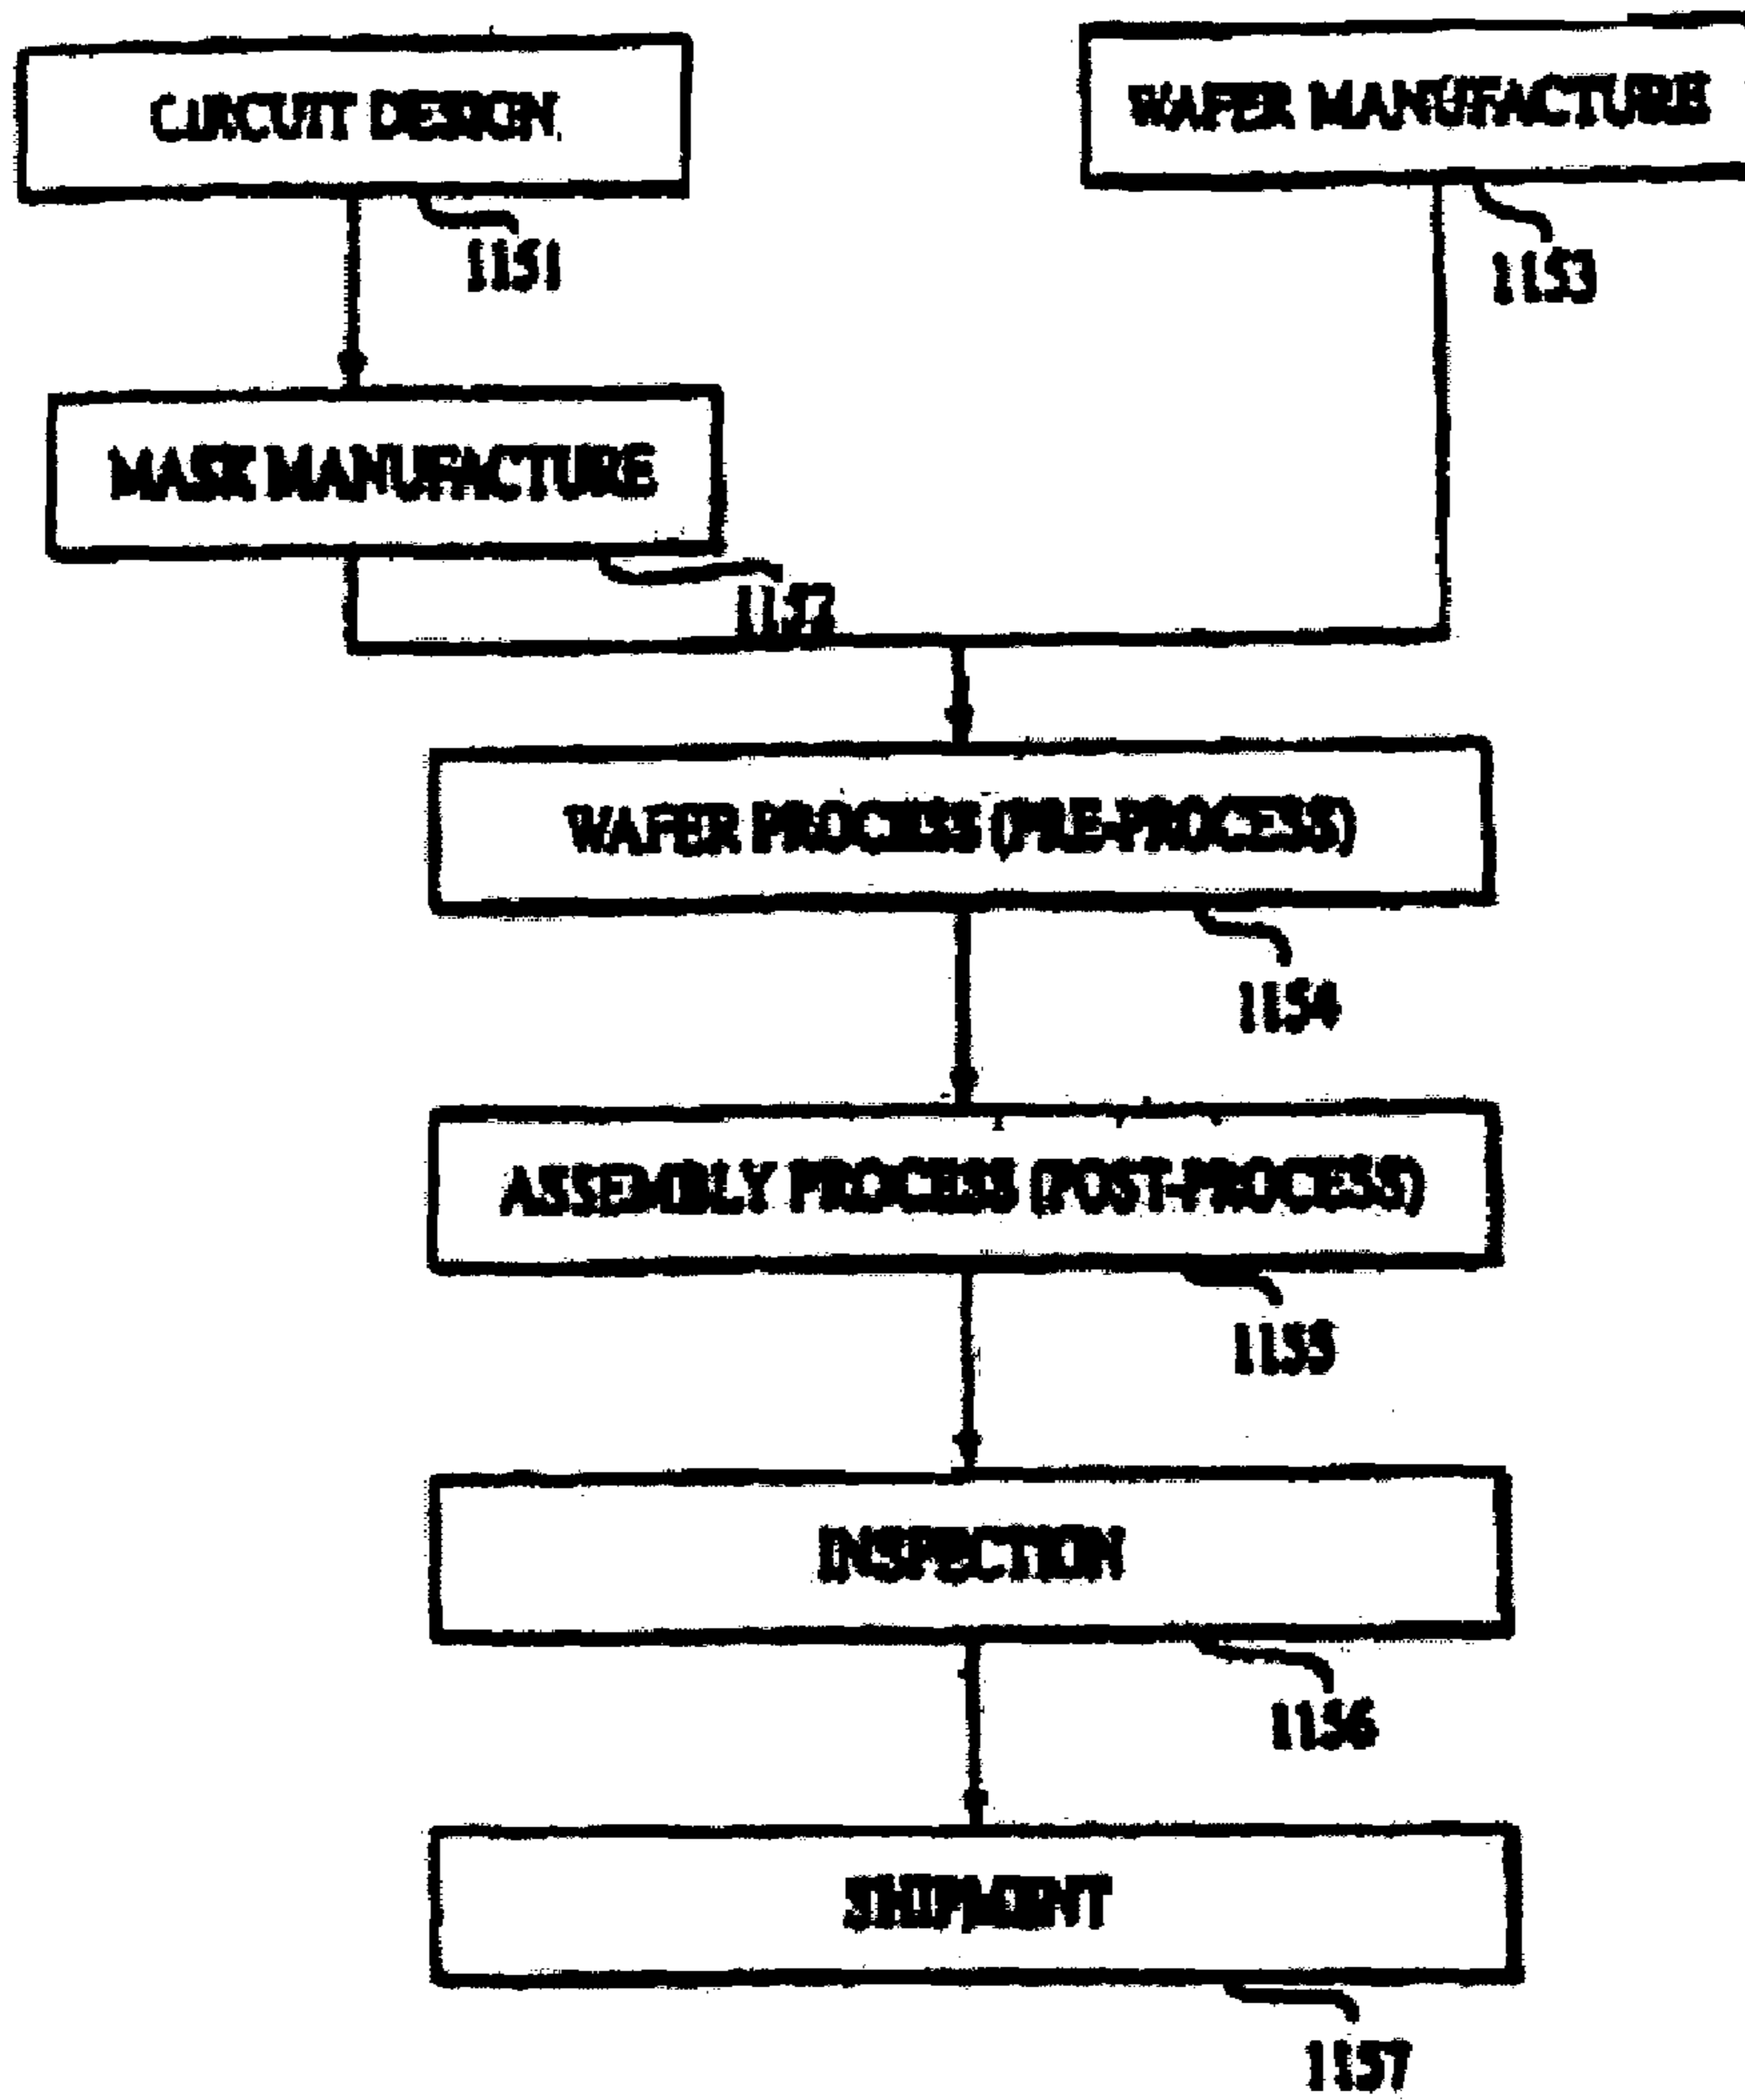 CIRCUIT DESIGN
1151
WAFER MANUFACTURE
1153
MASK MANUFACTURE
1152
WAFER PROCESS (PRE-PROCESS)
1154
ASSEMBLY PROCESS (POST-PROCESS)
1155
INSPECTION
1156
SHIPMENT
1157